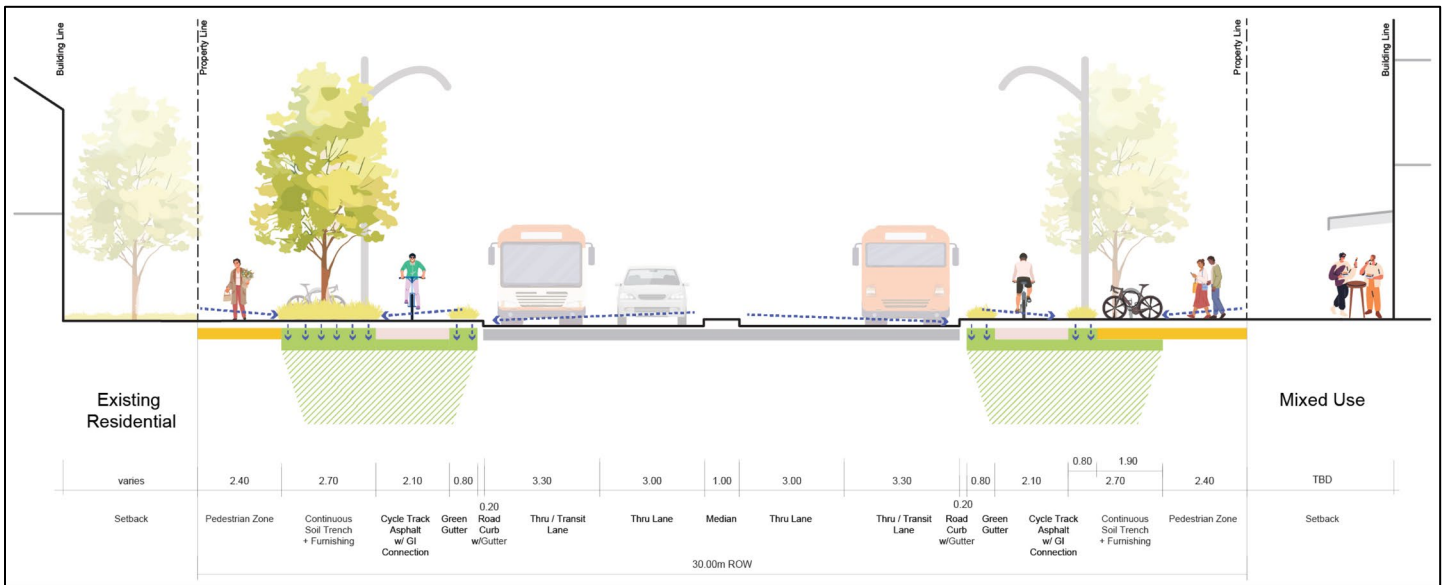 Building Line
Property Line
Property Line
Building Line
Existing
Residential
Mixed Use
0.80
1.90
varies
2.40
2.70
2.10
0.80
3.30
3.00
1.00
3.00
3.30
0.80
2.10
2.70
2.40
TBD
Setback
Pedestrian Zone
Continuous
Soil Trench
+ Furnishing
Cycle Track
Asphalt
w/ GI
Connection
Green
Gutter
0.20
Road
Curb
w/Gutter
Thru / Transit
Lane
Thru Lane
Median
Thru Lane
Thru / Transit
Lane
0.20
Road
Curb
w/Gutter
Green
Gutter
Cycle Track
Asphalt
w/ GI
Connection
Continuous
Soil Trench
+ Furnishing
Pedestrian Zone
Setback
30.00m ROW